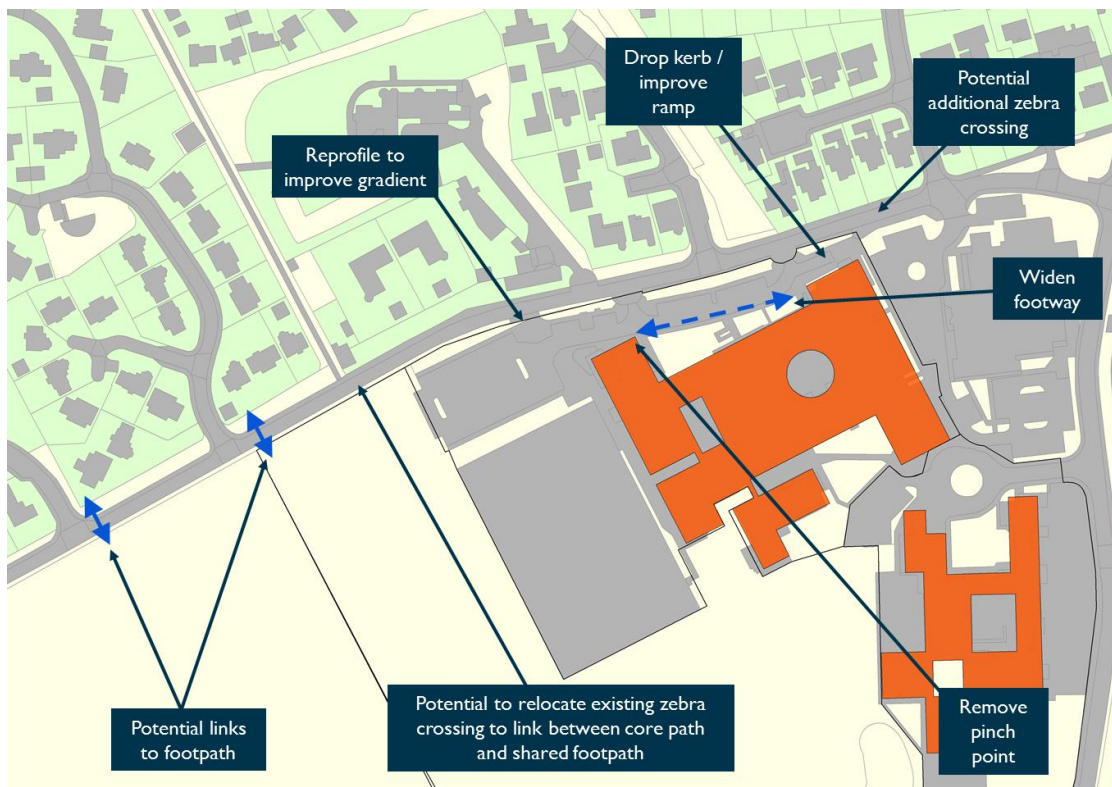 Drop kerb /
improve
ramp
Potential
additional zebra
crossing
Reprofile to
improve gradient
Widen
footway
Potential links
to footpath
Potential to relocate existing zebra
crossing to link between core path
and shared footpath
Remove
pinch
point